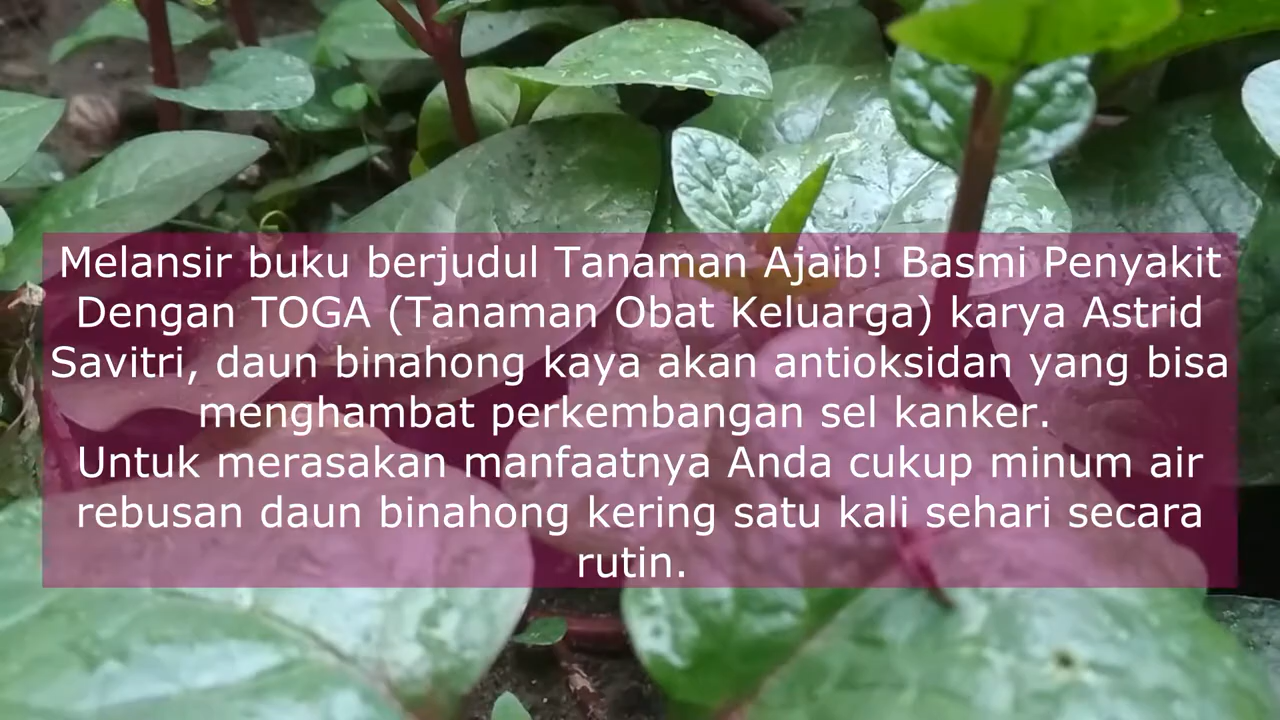 Melansir buku berjudul Tanaman Ajaib! Basmi Penyakit
Dengan TOGA (Tanaman Obat Keluarga) karya Astrid
Savitri, daun binahong kaya akan antioksidan yang bisa
menghambat perkembangan sel kanker.
Untuk merasakan manfaatnya Anda cukup minum air
rebusan daun binahong kering satu kali sehari secara
rutin.